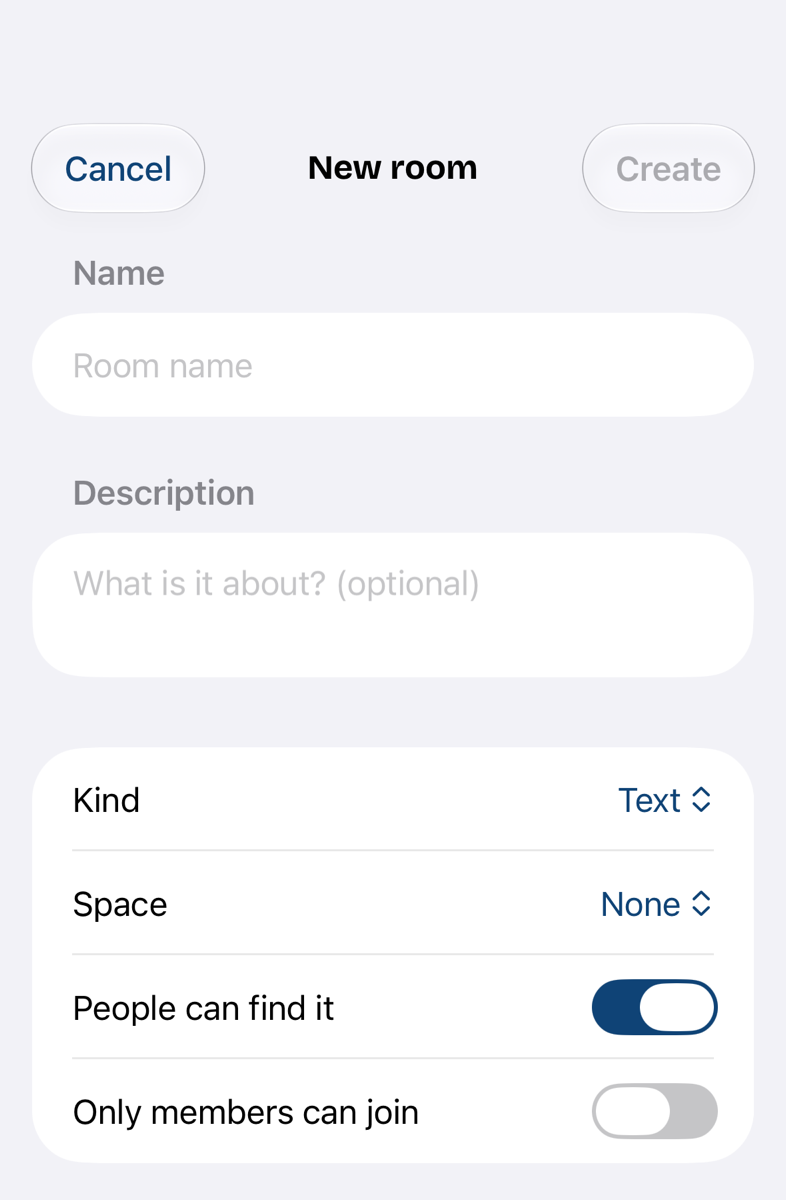 Cancel New room Create
Name
Room name
Description
What is it about? (optional)
Kind Text
Space None
People can find it
Only members can join